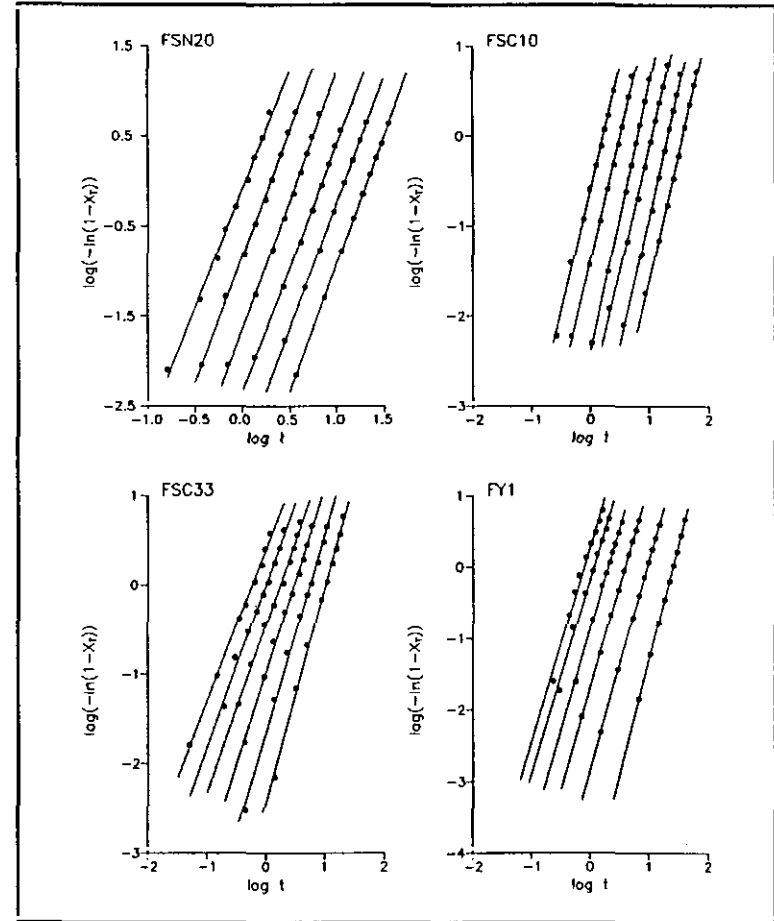 FSN20
1.5
0.5
-0.5
-1.5
-2.5
log(-ln(1-X_T))
-1.0 -0.5 0.0 0.5 1.0 1.5
log t
FSC10
1
0
-1
-2
-3
log(-ln(1-X_T))
-2 -1 0 1 2
log t
FSC33
1
0
-1
-2
-3
log(-ln(1-X_T))
-2 -1 0 1 2
log t
FY1
1
0
-1
-2
-3
-4
log(-ln(1-X_T))
-2 -1 0 1 2
log t